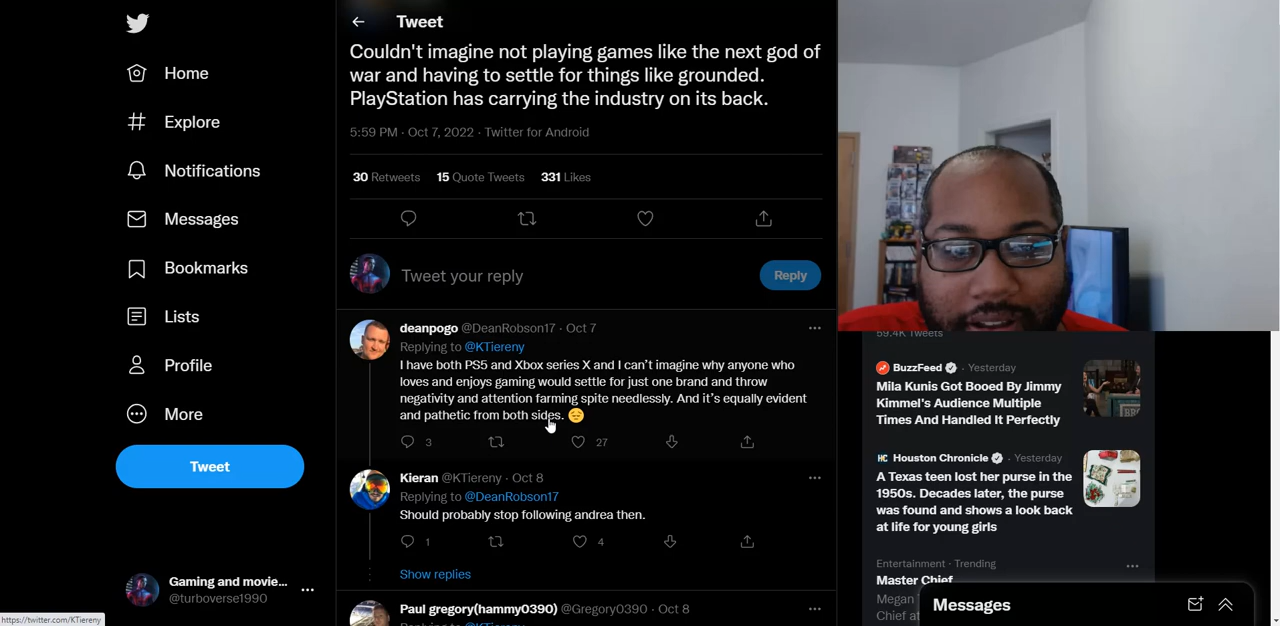 Home
Explore
Notifications
Messages
Bookmarks
Lists
Profile
More
Tweet
Gaming and movie...
@turboverse1990
https://twitter.com/KTiereny
Tweet
Couldn't imagine not playing games like the next god of
war and having to settle for things like grounded.
PlayStation has carrying the industry on its back.
5:59 PM · Oct 7, 2022 · Twitter for Android
30 Retweets 15 Quote Tweets 331 Likes
Tweet your reply
Reply
deanpogo @DeanRobson17 · Oct 7
Replying to @KTiereny
I have both PS5 and Xbox series X and I can't imagine why anyone who
loves and enjoys gaming would settle for just one brand and throw
negativity and attention farming spite needlessly. And it's equally evident
and pathetic from both sides. 😔
3 27
Kieran @KTiereny · Oct 8
Replying to @DeanRobson17
Should probably stop following andrea then.
1 4
Show replies
Paul gregory(hammy0390) @Gregory0390 · Oct 8
59.4K Tweets
BuzzFeed · Yesterday
Mila Kunis Got Booed By Jimmy
Kimmel's Audience Multiple
Times And Handled It Perfectly
HC Houston Chronicle · Yesterday
A Texas teen lost her purse in the
1950s. Decades later, the purse
was found and shows a look back
at life for young girls
Entertainment · Trending
Master Chief
Megan
Chief at
Messages